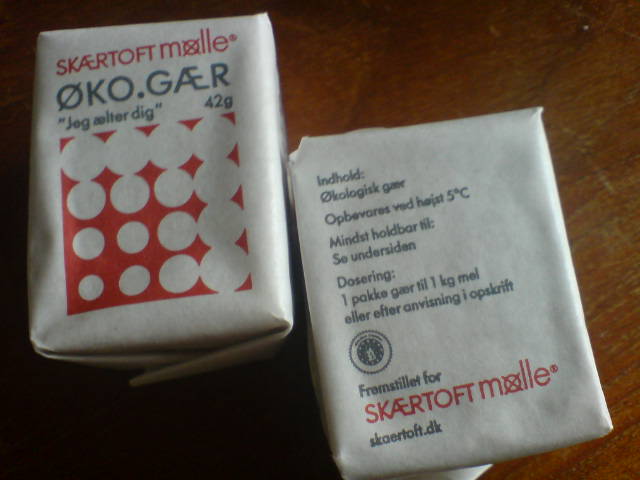 SKÆRTOFT mølle®
ØKO.GÆR
"Jeg ælter dig" 42g
Indhold:
Økologisk gær
Opbevares ved højst 5°C
Mindst holdbar til:
Se undersiden
Dosering:
1 pakke gær til 1 kg mel
eller efter anvisning i opskrift
Fremstillet for
SKÆRTOFT mølle®
skaertoft.dk